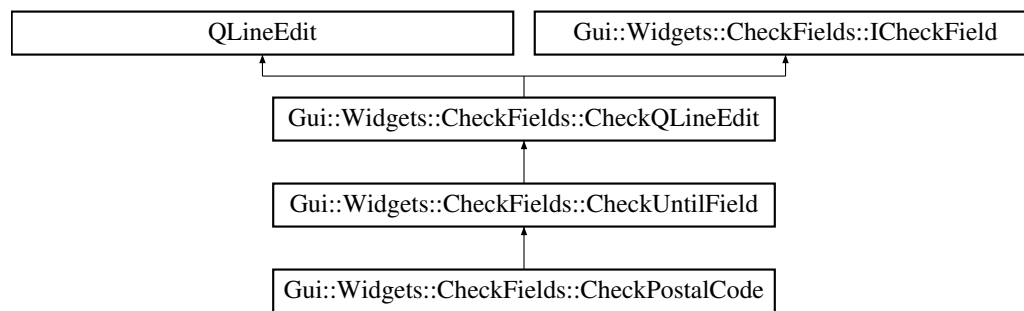 QLineEdit
Gui::Widgets::CheckFields::ICheckField
Gui::Widgets::CheckFields::CheckQLineEdit
Gui::Widgets::CheckFields::CheckUntilField
Gui::Widgets::CheckFields::CheckPostalCode